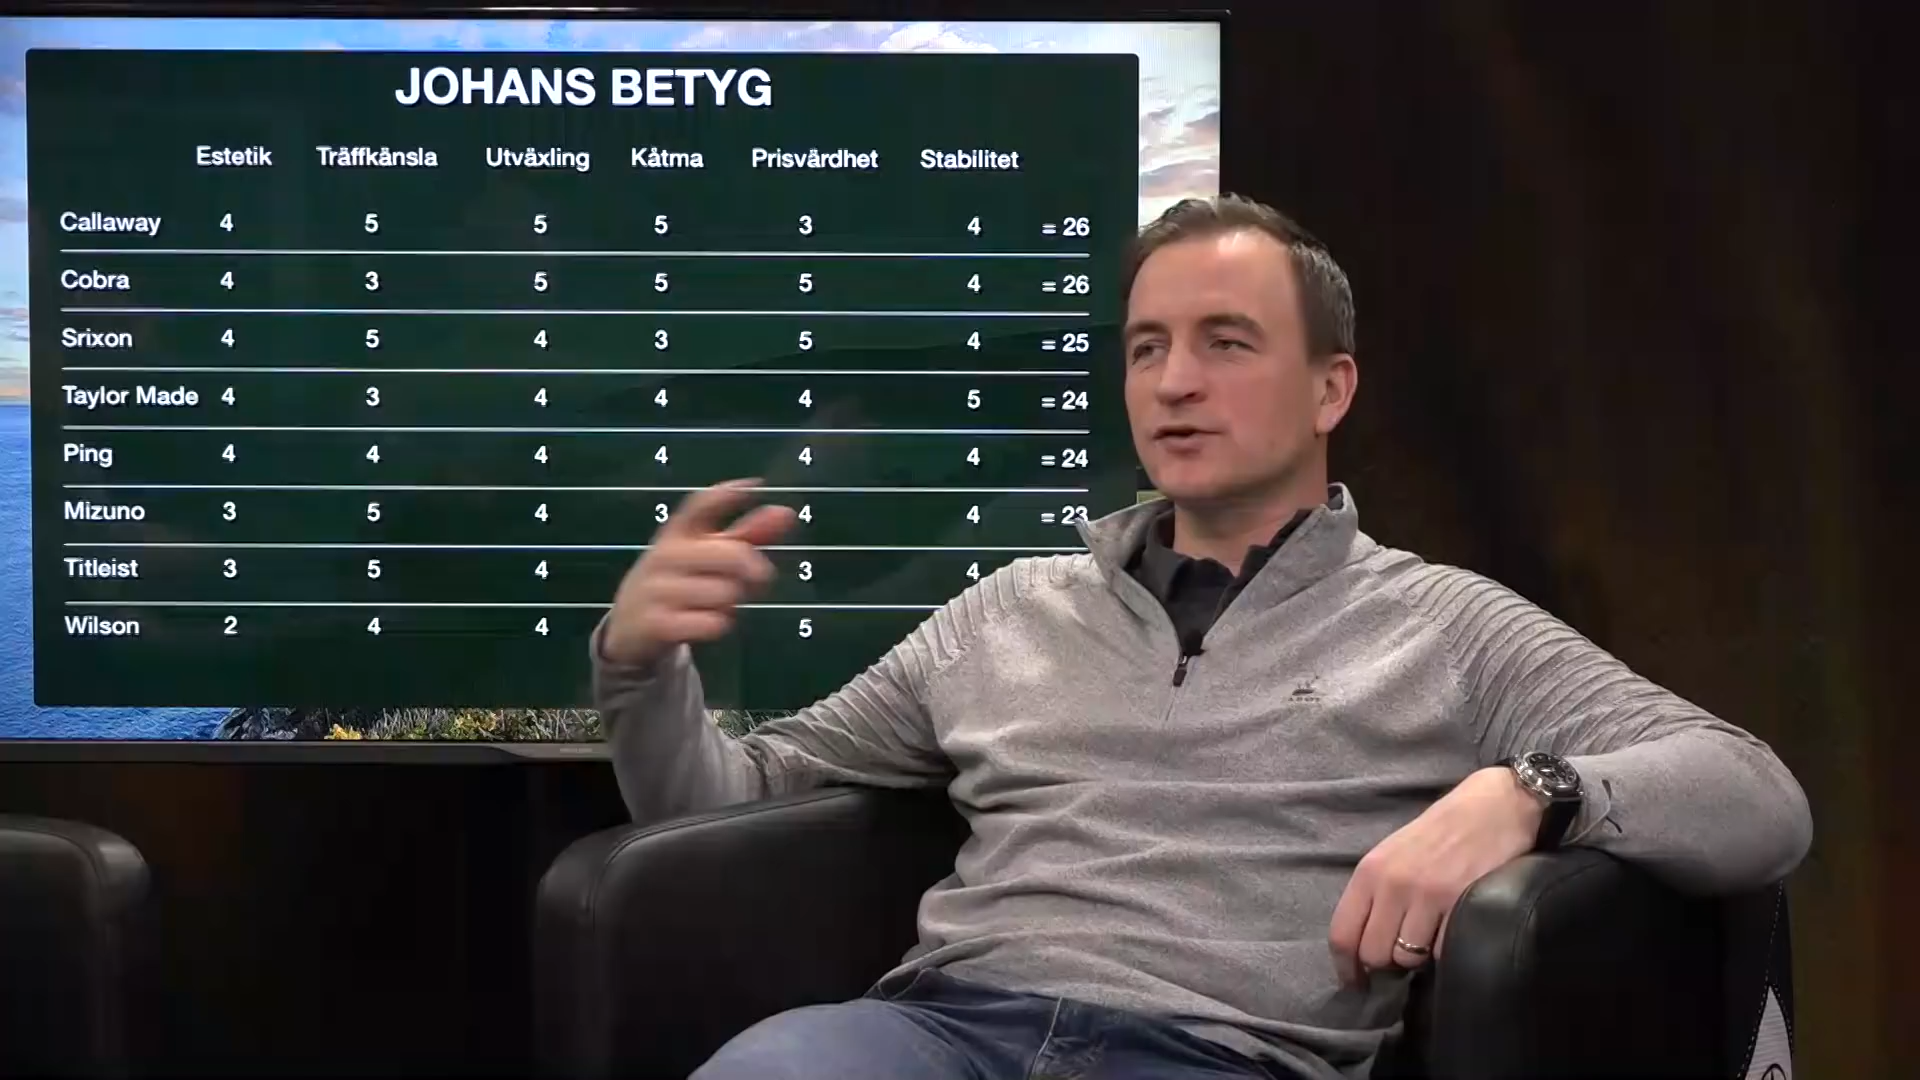 JOHANS BETYG
Estetik Träffkänsla Utväxling Kåtma Prisvärdhet Stabilitet
Callaway 4 5 5 5 3 4 = 26
Cobra 4 3 5 5 5 4 = 26
Srixon 4 5 4 3 5 4 = 25
Taylor Made 4 3 4 4 4 5 = 24
Ping 4 4 4 4 4 4 = 24
Mizuno 3 5 4 3 4 4 = 23
Titleist 3 5 4 3 4
Wilson 2 4 4 5